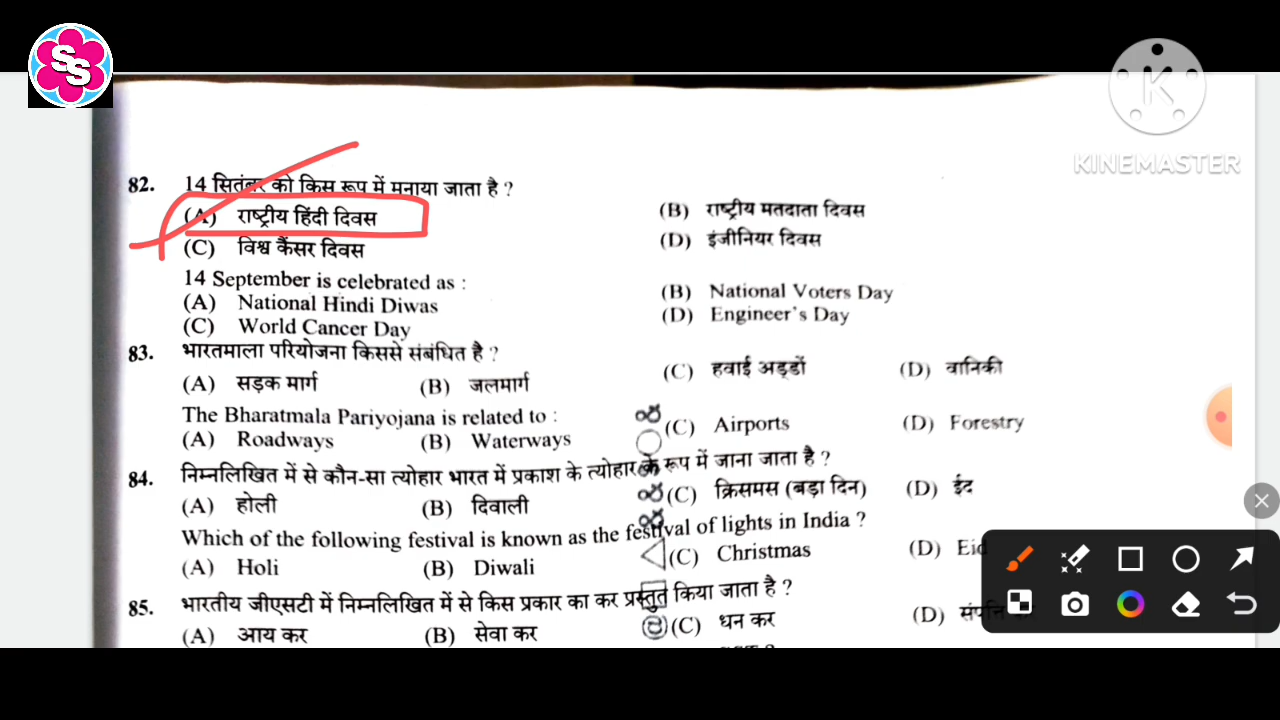 SS
KINEMASTER
82. 14 सितंबर को किस रूप में मनाया जाता है ?
(A) राष्ट्रीय हिंदी दिवस (B) राष्ट्रीय मतदाता दिवस
(C) विश्व कैंसर दिवस (D) इंजीनियर दिवस
14 September is celebrated as :
(A) National Hindi Diwas (B) National Voters Day
(C) World Cancer Day (D) Engineer's Day
83. भारतमाला परियोजना किससे संबंधित है ?
(A) सड़क मार्ग (B) जलमार्ग (C) हवाई अड्डों (D) वानिकी
The Bharatmala Pariyojana is related to :
(A) Roadways (B) Waterways (C) Airports (D) Forestry
84. निम्नलिखित में से कौन-सा त्योहार भारत में प्रकाश के त्योहार के रूप में जाना जाता है ?
(A) होली (B) दिवाली (C) क्रिसमस (बड़ा दिन) (D) ईद
Which of the following festival is known as the festival of lights in India ?
(A) Holi (B) Diwali (C) Christmas (D) Eid
85. भारतीय जीएसटी में निम्नलिखित में से किस प्रकार का कर प्रस्तुत किया जाता है ?
(A) आय कर (B) सेवा कर (C) धन कर (D)